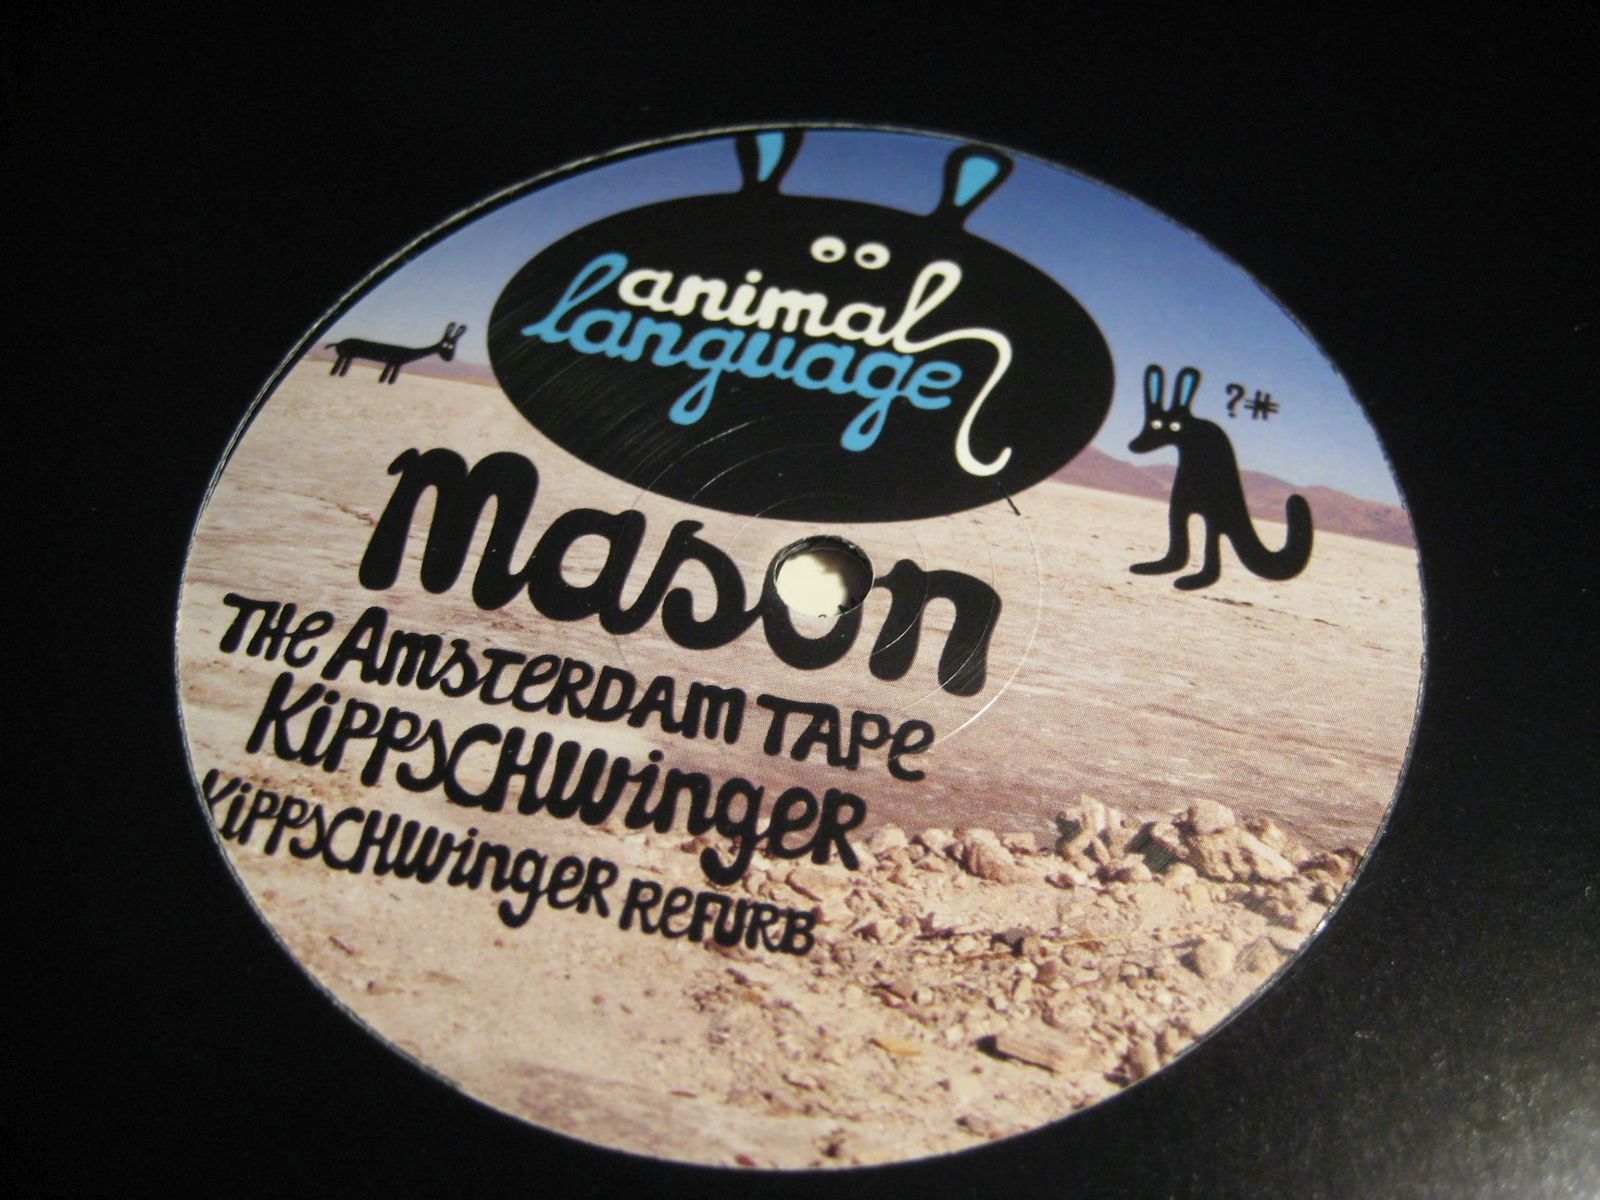 animal
language
?#
mason
THe AmSTeRDAm TAPe
KiPPSCHWingeR
KiPPSCHWingeR ReFURB